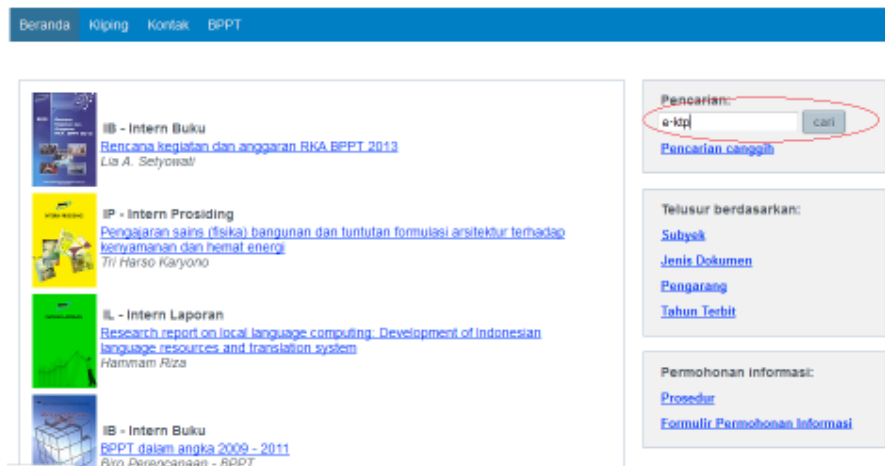 Beranda Kliping Kontak BPPT
IB - Intern Buku
Rencana kegiatan dan anggaran RKA BPPT 2013
Lia A. Setyowati
IP - Intern Prosiding
Pengajaran sains (fisika) bangunan dan tuntutan formulasi arsitektur terhadap
kenyamanan dan hemat energi
Tri Harso Karyono
IL - Intern Laporan
Research report on local language computing: Development of Indonesian
language resources and translation system
Hammam Riza
IB - Intern Buku
BPPT dalam angka 2009 - 2011
Biro Perencanaan - BPPT
Pencarian:
e-ktp cari
Pencarian canggih
Telusur berdasarkan:
Subyek
Jenis Dokumen
Pengarang
Tahun Terbit
Permohonan informasi:
Prosedur
Formulir Permohonan Informasi